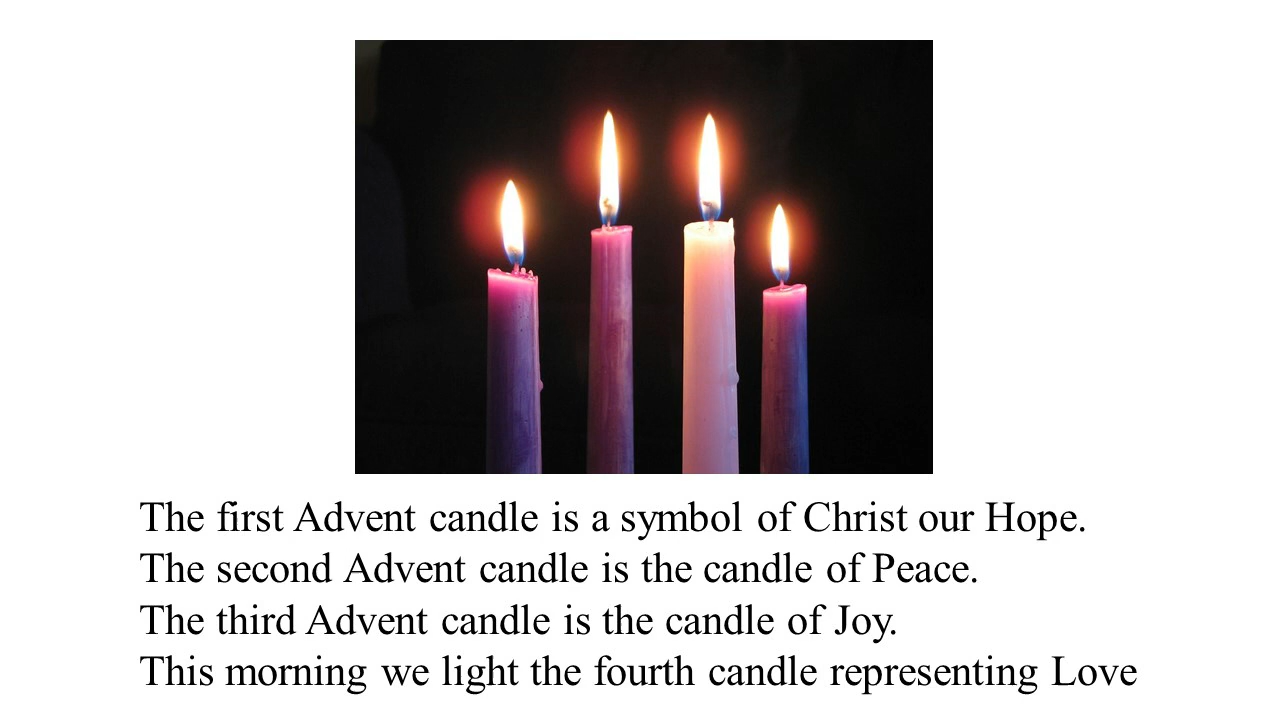 The first Advent candle is a symbol of Christ our Hope.
The second Advent candle is the candle of Peace.
The third Advent candle is the candle of Joy.
This morning we light the fourth candle representing Love